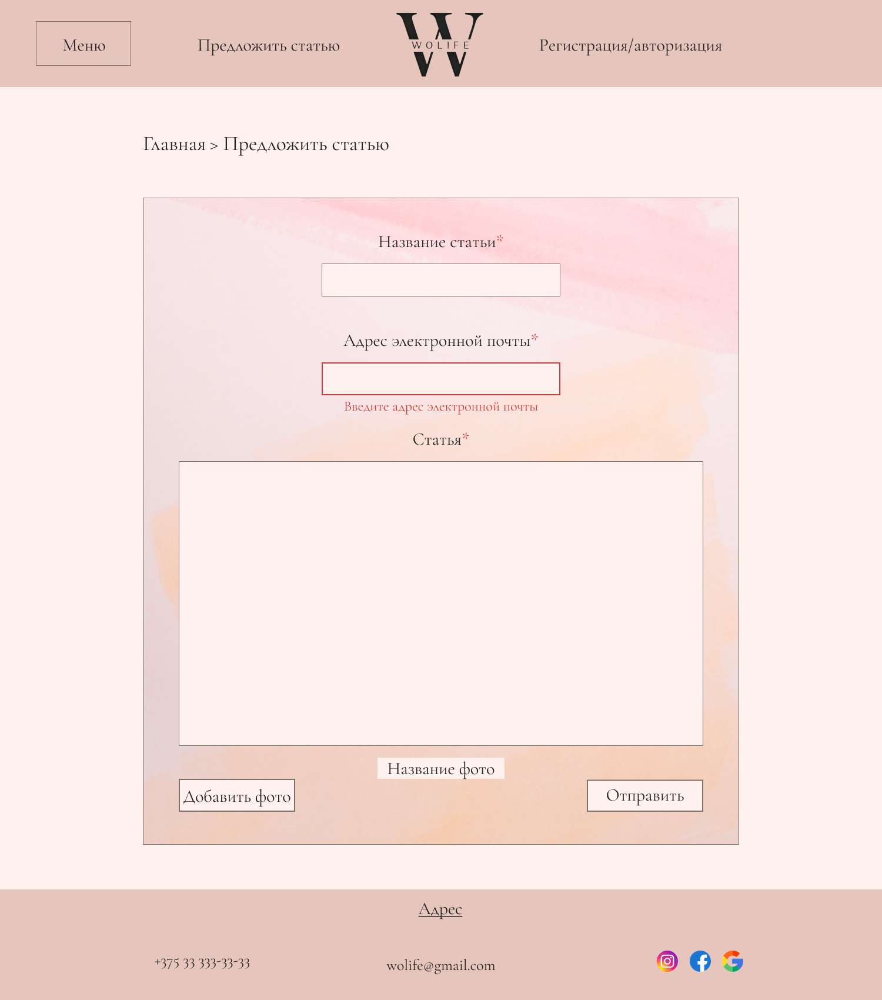 Меню
Предложить статью
WOLIFE
Регистрация/авторизация
Главная > Предложить статью
Название статьи*
Адрес электронной почты*
Введите адрес электронной почты
Статья*
Название фото
Добавить фото
Отправить
Адрес
+375 33 333-33-33
wolife@gmail.com